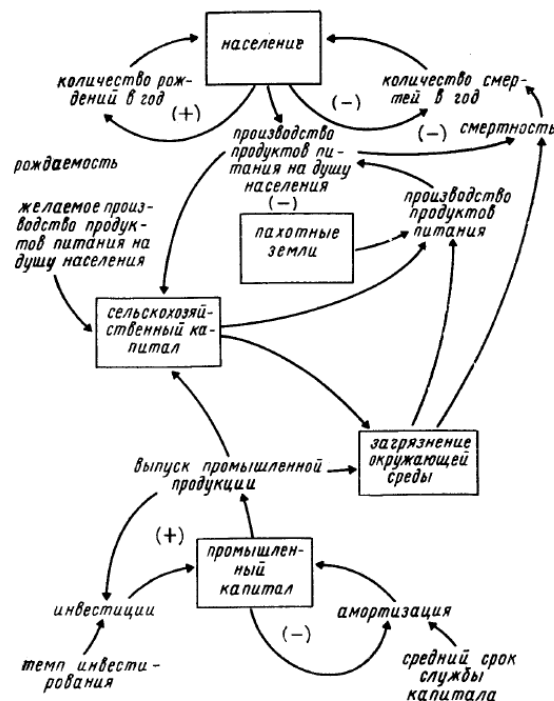 население
количество рож-
дений в год
(+)
(-)
количество смер-
тей в год
(-)
смертность
производство
продуктов пи-
тания на душу
населения
(-)
рождаемость
желаемое произ-
водство продук-
тов питания на
душу населения
пахотные
земли
производство
продуктов
питания
сельскохозяй-
ственный ка-
питал
загрязнение
окружающей
среды
выпуск промышленной
продукции
(+)
промышлен-
ный
капитал
(-)
инвестиции
амортизация
темп инвести-
рования
средний срок
службы
капитала